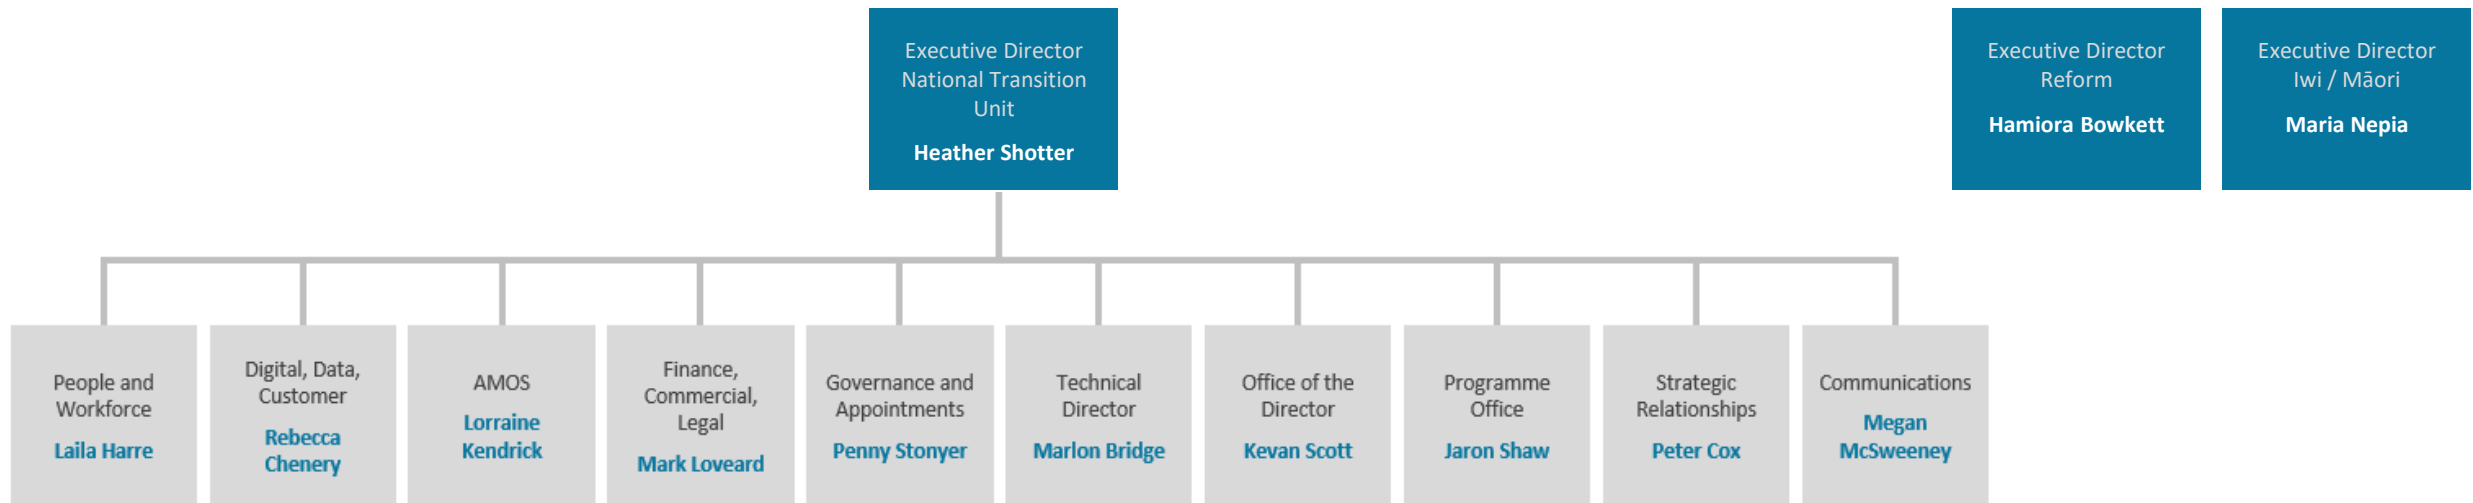 Executive Director
National Transition
Unit
Heather Shotter
Executive Director
Reform
Hamiora Bowkett
Executive Director
Iwi / Māori
Maria Nepia
People and
Workforce
Laila Harre
Digital, Data,
Customer
Rebecca
Chenery
AMOS
Lorraine
Kendrick
Finance,
Commercial,
Legal
Mark Loveard
Governance and
Appointments
Penny Stonyer
Technical
Director
Marlon Bridge
Office of the
Director
Kevan Scott
Programme
Office
Jaron Shaw
Strategic
Relationships
Peter Cox
Communications
Megan
McSweeney